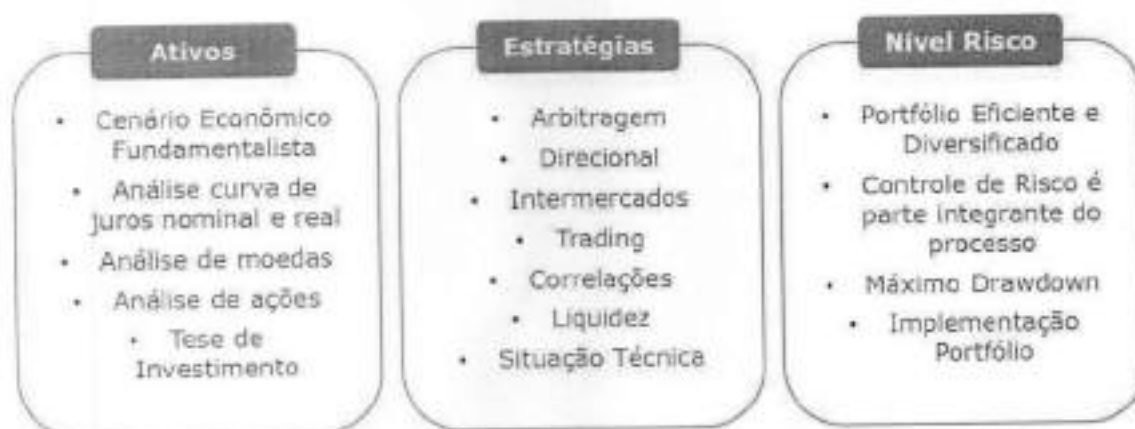 Ativos
• Cenário Econômico
Fundamentalista
• Análise curva de
juros nominal e real
• Análise de moedas
• Análise de ações
• Tese de
Investimento
Estratégias
• Arbitragem
• Direcional
• Intermercados
• Trading
• Correlações
• Liquidez
• Situação Técnica
Nível Risco
• Portfólio Eficiente e
Diversificado
• Controle de Risco é
parte integrante do
processo
• Máximo Drawdown
• Implementação
Portfólio